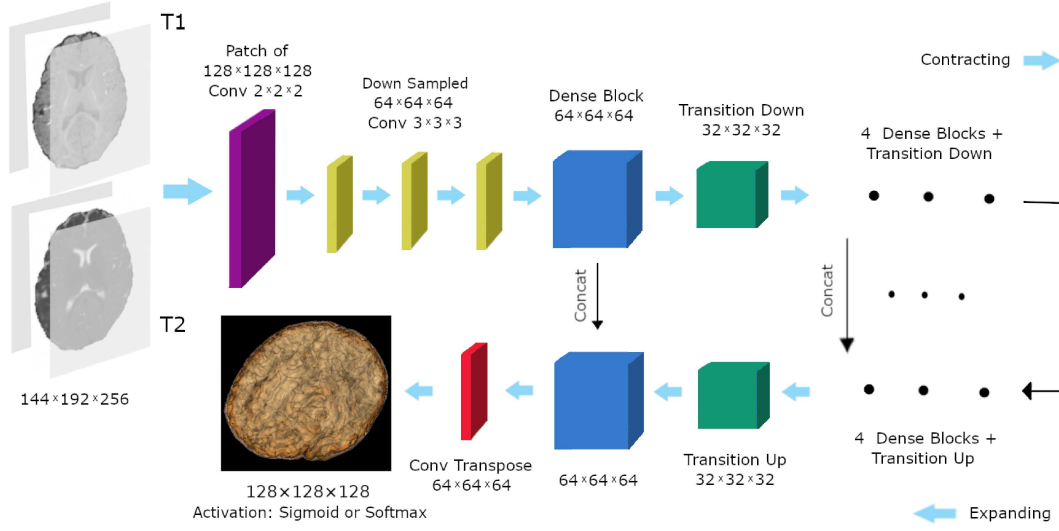 T1
Patch of
128×128×128
Conv 2×2×2
Down Sampled
64×64×64
Conv 3×3×3
Dense Block
64×64×64
Transition Down
32×32×32
Contracting
4 Dense Blocks +
Transition Down
Concat
Concat
T2
144×192×256
128×128×128
Activation: Sigmoid or Softmax
Conv Transpose
64×64×64
64×64×64
Transition Up
32×32×32
4 Dense Blocks +
Transition Up
Expanding